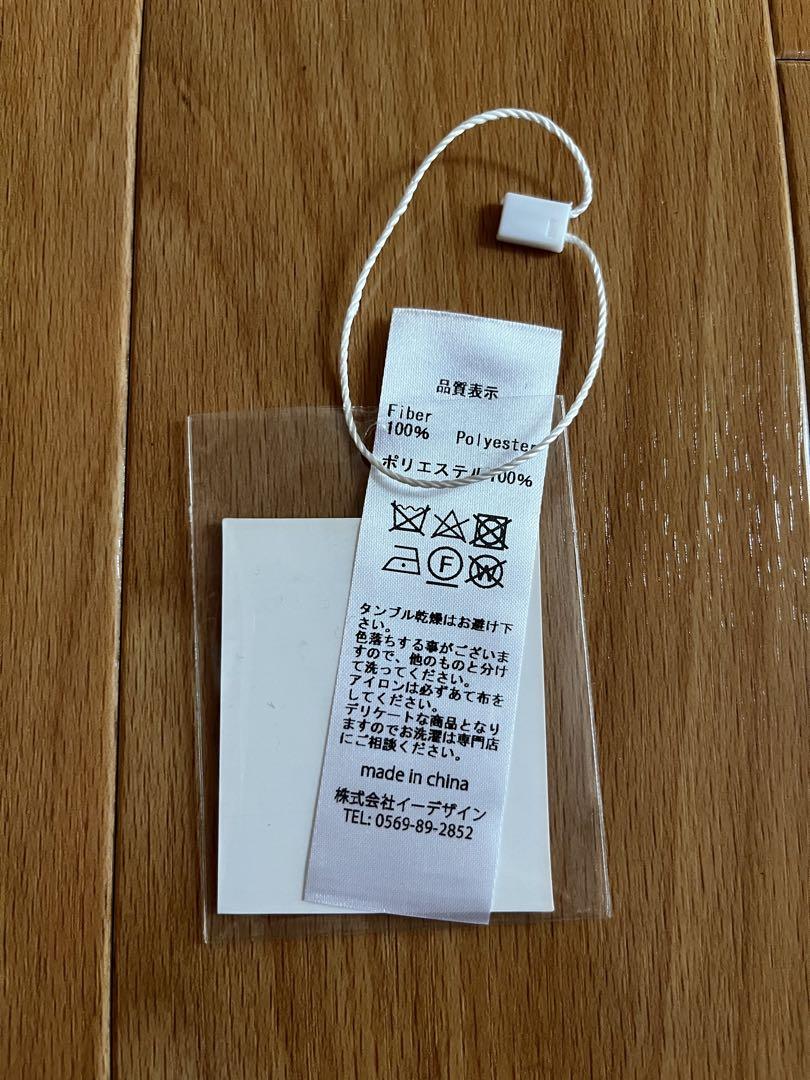 品質表示
Fiber
100% Polyester
ポリエステル 100%
F
W
タンブル乾燥はお避け下
さい。
色落ちする事がございま
すので、他のものと分け
て洗ってください。
アイロンは必ずあて布を
してください。
デリケートな商品となり
ますのでお洗濯は専門店
にご相談ください。
made in china
株式会社イーデザイン
TEL: 0569-89-2852